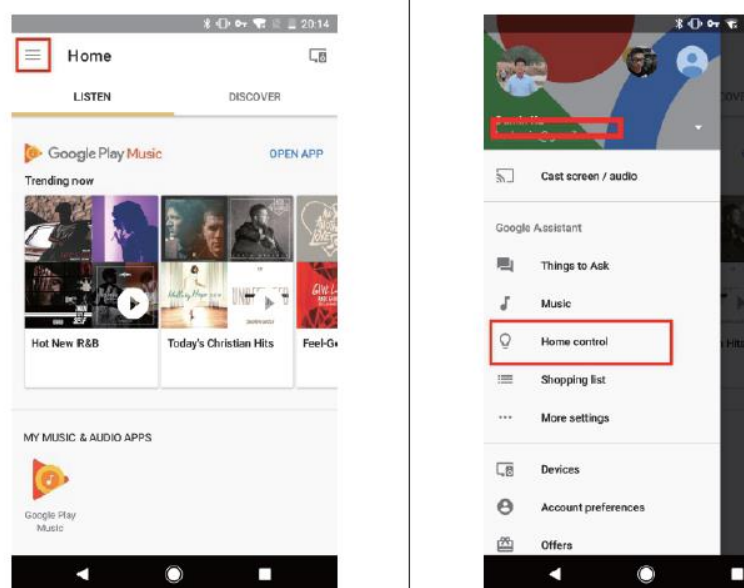 20:14
Home
LISTEN
DISCOVER
Google Play Music
OPEN APP
Trending now
Hot New R&B
Today's Christian Hits
Feel-G
MY MUSIC & AUDIO APPS
Google Play
Music
Cast screen / audio
Google Assistant
Things to Ask
Music
Home control
Shopping list
More settings
Devices
Account preferences
Offers